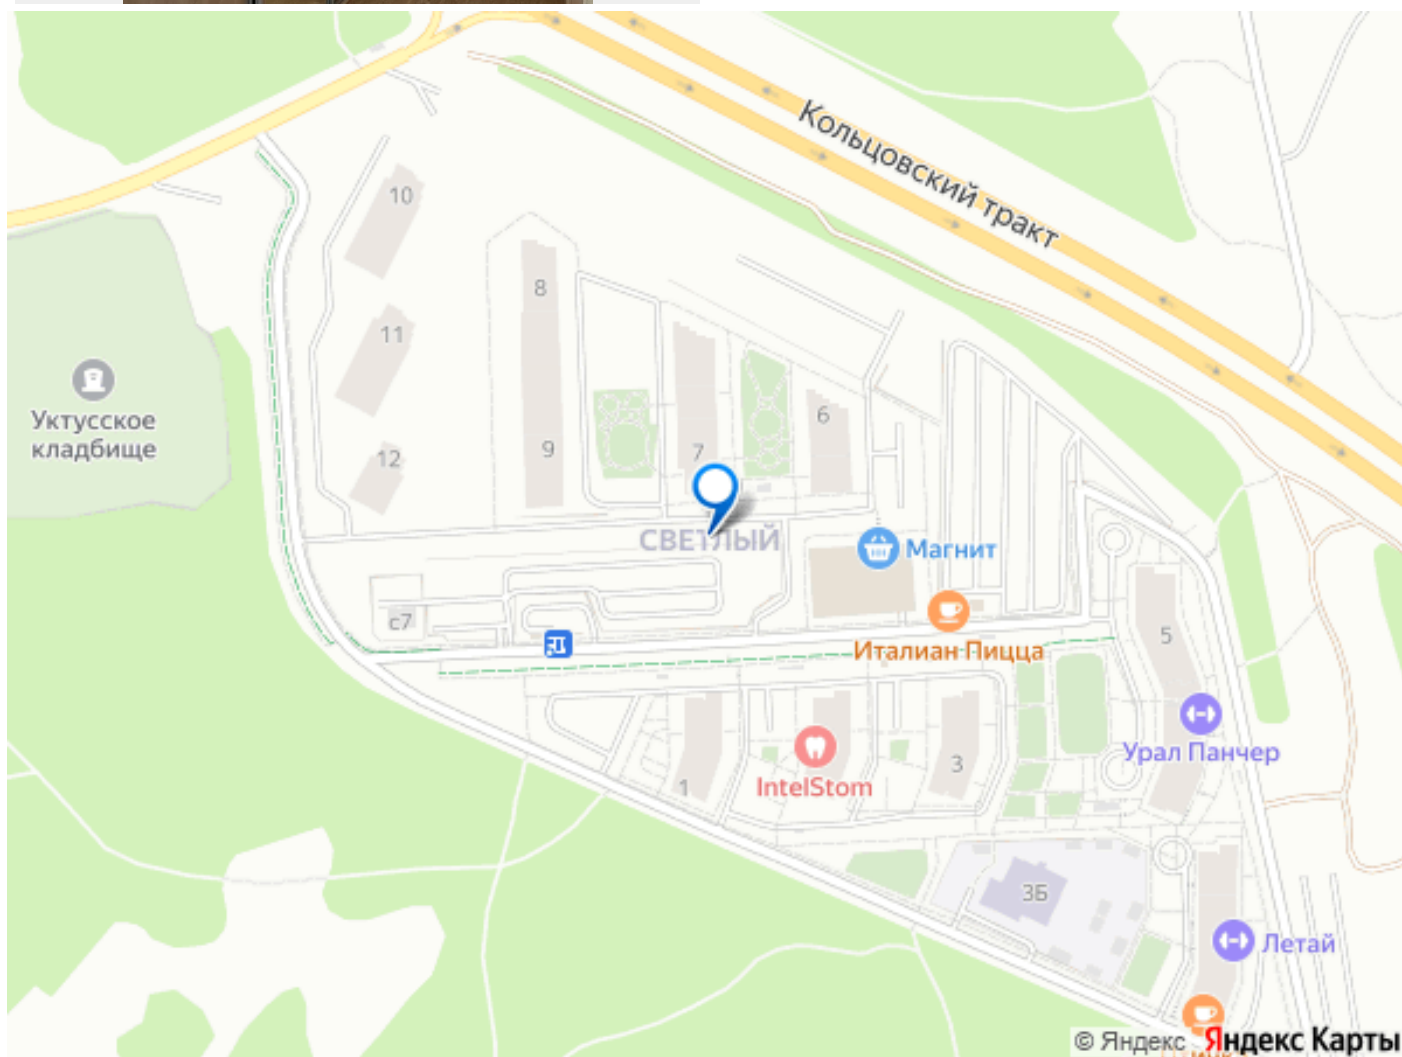 Кольцовский тракт
10
8
11
Уктусское
кладбище
6
9
7
12
СВЕТЛЫЙ
Магнит
с7
5
Италиан Пицца
Урал Панчер
1
IntelStom
3
3Б
Летай
© Яндекс Яндекс Карты